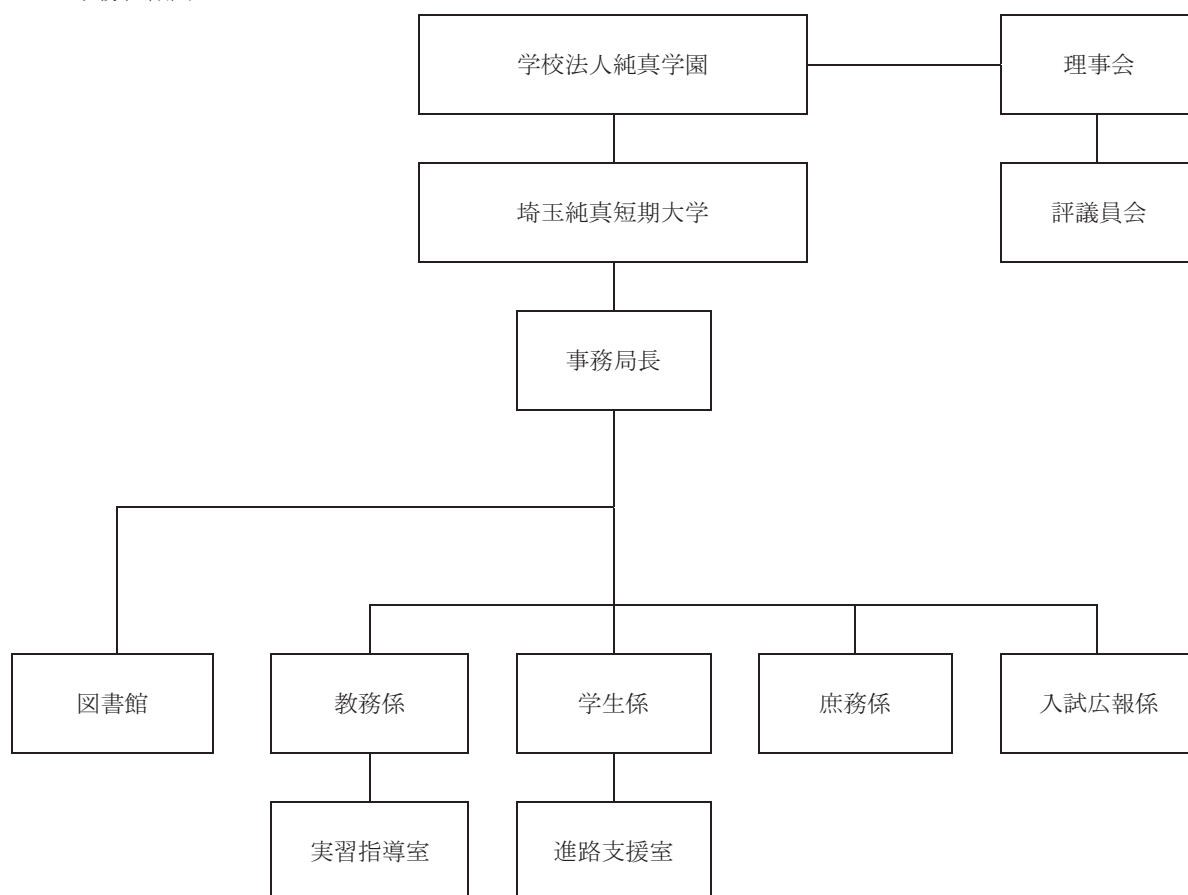 学校法人純真学園
理事会
埼玉純真短期大学
評議員会
事務局長
図書館
教務係
学生係
庶務係
入試広報係
実習指導室
進路支援室